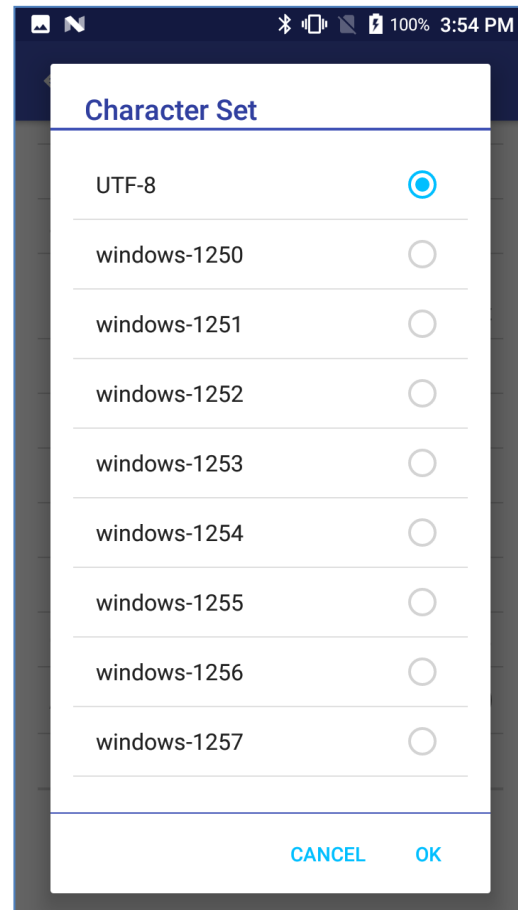 100% 3:54 PM
Character Set
UTF-8
windows-1250
windows-1251
windows-1252
windows-1253
windows-1254
windows-1255
windows-1256
windows-1257
CANCEL OK